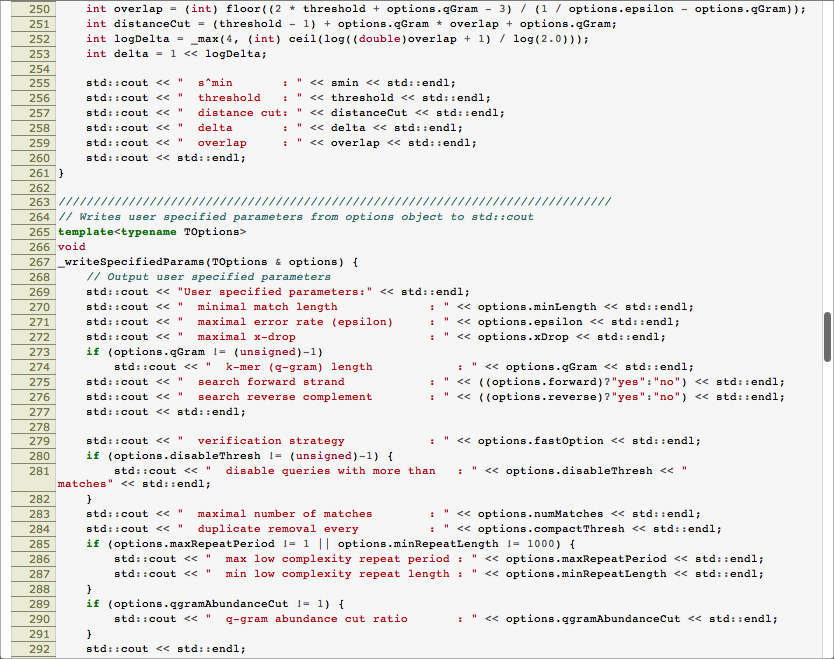 250 int overlap = (int) floor((2 * threshold + options.qGram - 3) / (1 / options.epsilon - options.qGram));
251 int distanceCut = (threshold - 1) + options.qGram * overlap + options.qGram;
252 int logDelta = _max(4, (int) ceil(log((double)overlap + 1) / log(2.0)));
253 int delta = 1 << logDelta;
254
255 std::cout << "  s^min       : " << smin << std::endl;
256 std::cout << "  threshold   : " << threshold << std::endl;
257 std::cout << "  distance cut: " << distanceCut << std::endl;
258 std::cout << "  delta       : " << delta << std::endl;
259 std::cout << "  overlap     : " << overlap << std::endl;
260 std::cout << std::endl;
261 }
262
263 ///////////////////////////////////////////////////////////////////////////////
264 // Writes user specified parameters from options object to std::cout
265 template<typename TOptions>
266 void
267 _writeSpecifiedParams(TOptions & options) {
268 // Output user specified parameters
269 std::cout << "User specified parameters:" << std::endl;
270 std::cout << "  minimal match length             : " << options.minLength << std::endl;
271 std::cout << "  maximal error rate (epsilon)     : " << options.epsilon << std::endl;
272 std::cout << "  maximal x-drop                   : " << options.xDrop << std::endl;
273 if (options.qGram != (unsigned)-1)
274 std::cout << "  k-mer (q-gram) length            : " << options.qGram << std::endl;
275 std::cout << "  search forward strand            : " << ((options.forward)?"yes":"no") << std::endl;
276 std::cout << "  search reverse complement        : " << ((options.reverse)?"yes":"no") << std::endl;
277 std::cout << std::endl;
278
279 std::cout << "  verification strategy            : " << options.fastOption << std::endl;
280 if (options.disableThresh != (unsigned)-1) {
281 std::cout << "  disable queries with more than   : " << options.disableThresh << "
matches" << std::endl;
282 }
283 std::cout << "  maximal number of matches        : " << options.numMatches << std::endl;
284 std::cout << "  duplicate removal every          : " << options.compactThresh << std::endl;
285 if (options.maxRepeatPeriod != 1 || options.minRepeatLength != 1000) {
286 std::cout << "  max low complexity repeat period : " << options.maxRepeatPeriod << std::endl;
287 std::cout << "  min low complexity repeat length : " << options.minRepeatLength << std::endl;
288 }
289 if (options.qgramAbundanceCut != 1) {
290 std::cout << "  q-gram abundance cut ratio       : " << options.qgramAbundanceCut << std::endl;
291 }
292 std::cout << std::endl;